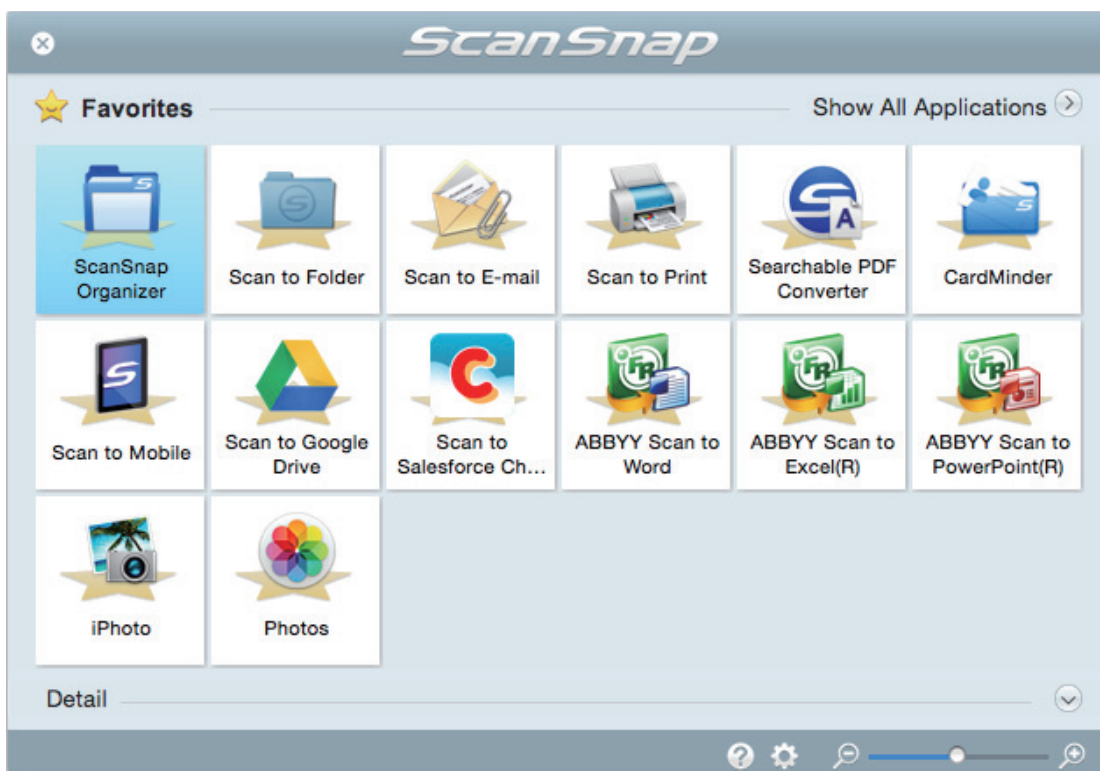 ScanSnap
Favorites
Show All Applications
ScanSnap
Organizer
Scan to Folder
Scan to E-mail
Scan to Print
Searchable PDF
Converter
CardMinder
Scan to Mobile
Scan to Google
Drive
Scan to
Salesforce Ch...
ABBYY Scan to
Word
ABBYY Scan to
Excel(R)
ABBYY Scan to
PowerPoint(R)
iPhoto
Photos
Detail